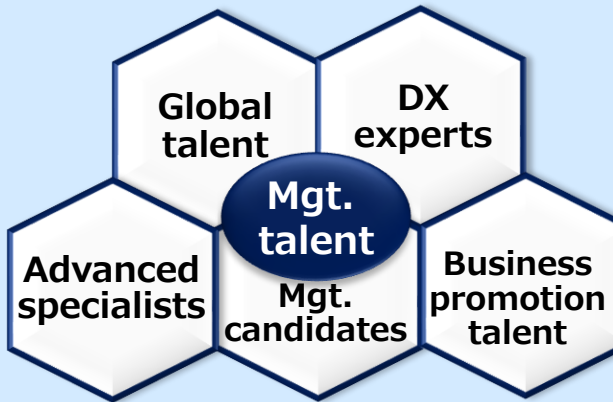 Global
talent
DX
experts
Mgt.
talent
Advanced
specialists
Mgt.
candidates
Business
promotion
talent